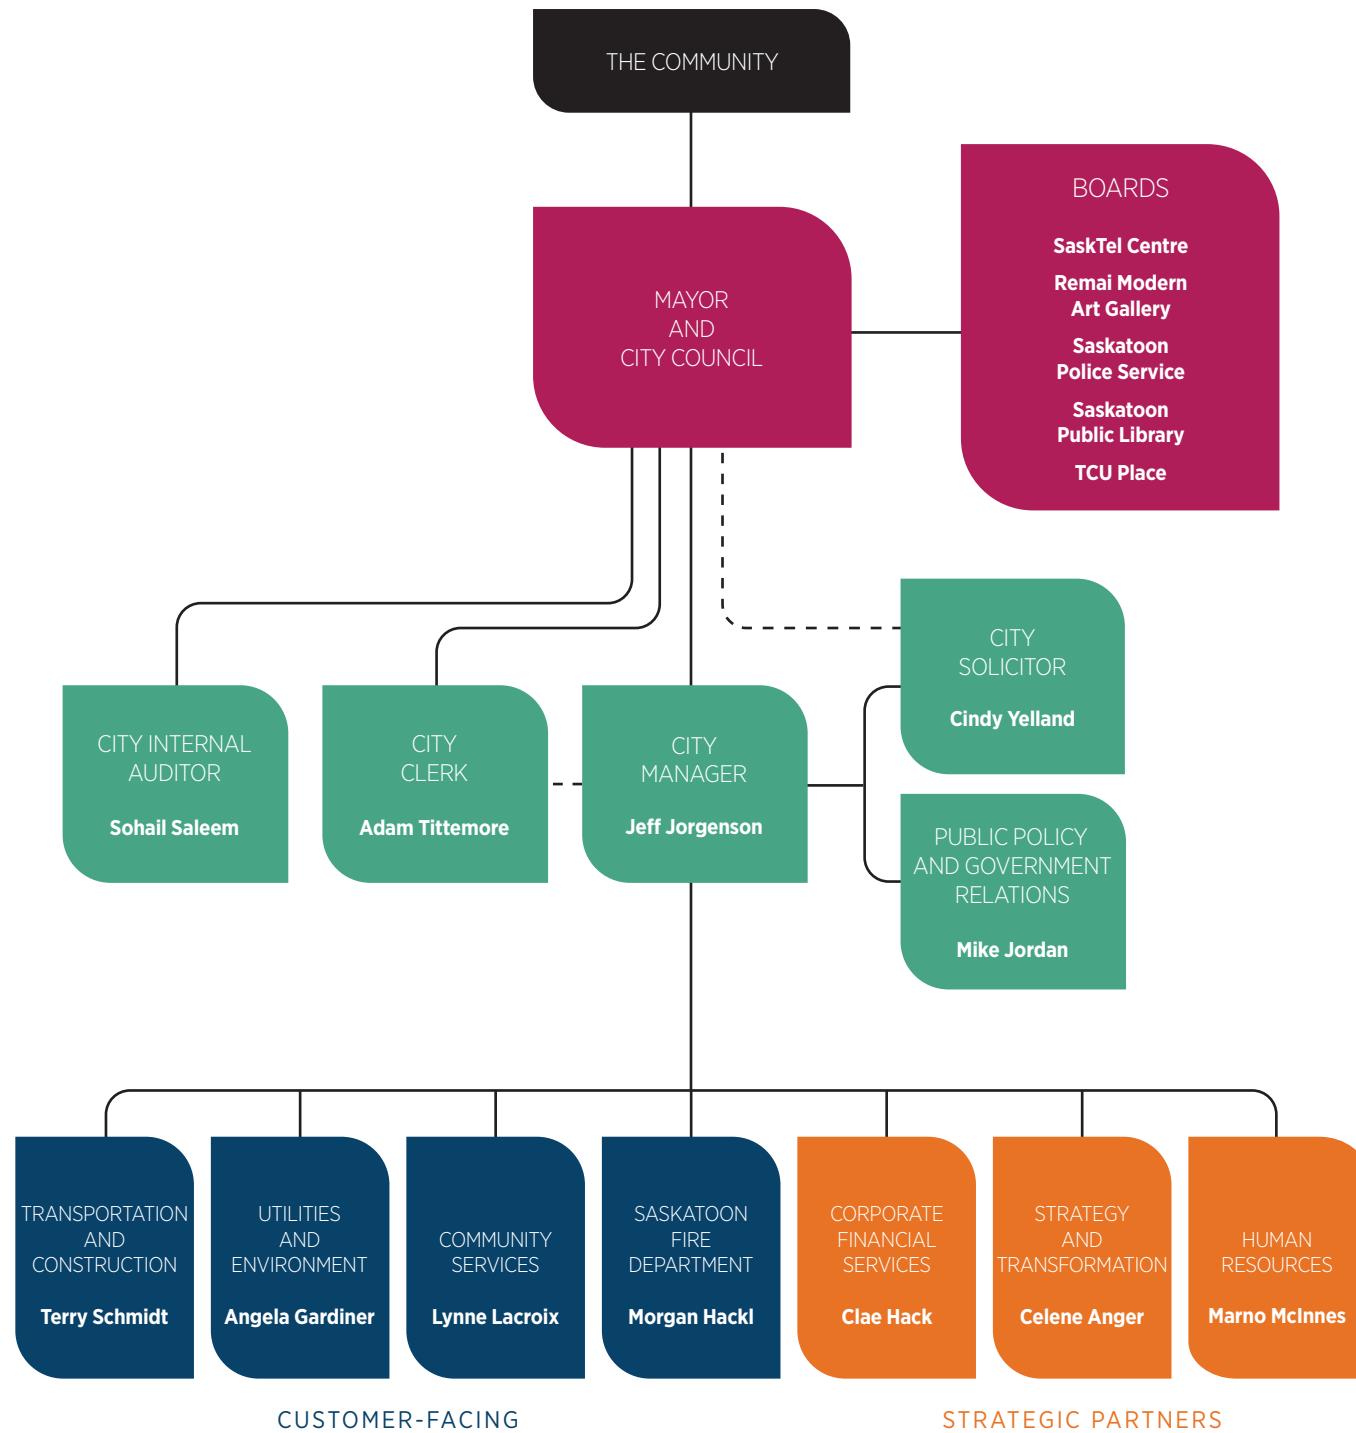 THE COMMUNITY
MAYOR
AND
CITY COUNCIL
BOARDS
SaskTel Centre
Remai Modern
Art Gallery
Saskatoon
Police Service
Saskatoon
Public Library
TCU Place
CITY INTERNAL
AUDITOR
Sohail Saleem
CITY
CLERK
Adam Tittemore
CITY
MANAGER
Jeff Jorgenson
CITY
SOLICITOR
Cindy Yelland
PUBLIC POLICY
AND GOVERNMENT
RELATIONS
Mike Jordan
TRANSPORTATION
AND
CONSTRUCTION
Terry Schmidt
UTILITIES
AND
ENVIRONMENT
Angela Gardiner
COMMUNITY
SERVICES
Lynne Lacroix
SASKATOON
FIRE
DEPARTMENT
Morgan Hackl
CORPORATE
FINANCIAL
SERVICES
Clae Hack
STRATEGY
AND
TRANSFORMATION
Celene Anger
HUMAN
RESOURCES
Marno McInnes
CUSTOMER-FACING
STRATEGIC PARTNERS